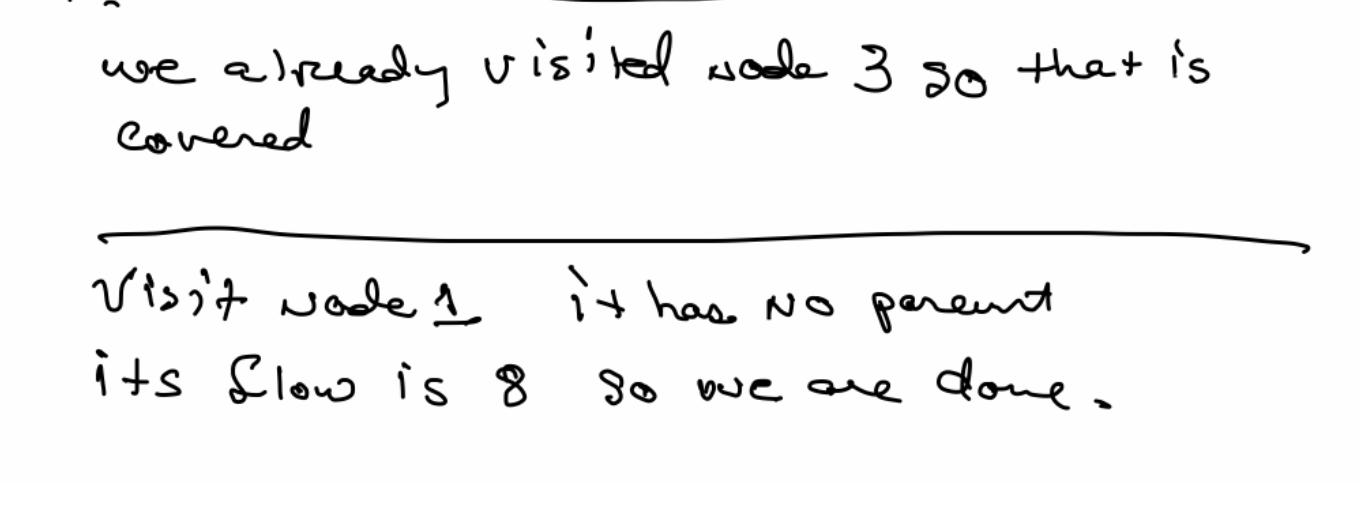 we already visited node 3 so that is
covered
Visit node 1 it has no parent
its flow is 8 so we are done.